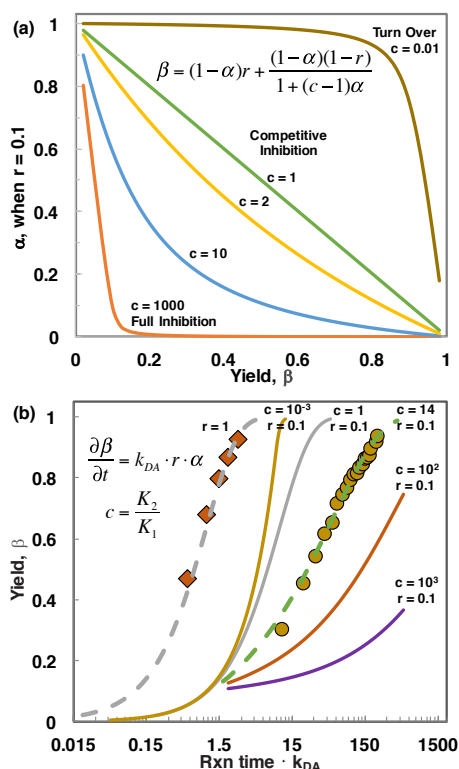 (a)
Turn Over
c = 0.01
β = (1−α)r + (1−α)(1−r) / 1+(c−1)α
Competitive
Inhibition
c = 1
c = 2
c = 10
c = 1000
Full Inhibition
α, when r = 0.1
1
0.8
0.6
0.4
0.2
0
0 0.2 0.4 0.6 0.8 1
Yield, β
(b)
r = 1
c = 10⁻³
r = 0.1
c = 1
r = 0.1
c = 14
r = 0.1
∂β/∂t = k_DA · r · α
c = K₂/K₁
c = 10²
r = 0.1
c = 10³
r = 0.1
Yield, β
1
0.8
0.6
0.4
0.2
0
0.015 0.15 1.5 15 150 1500
Rxn time · k_DA